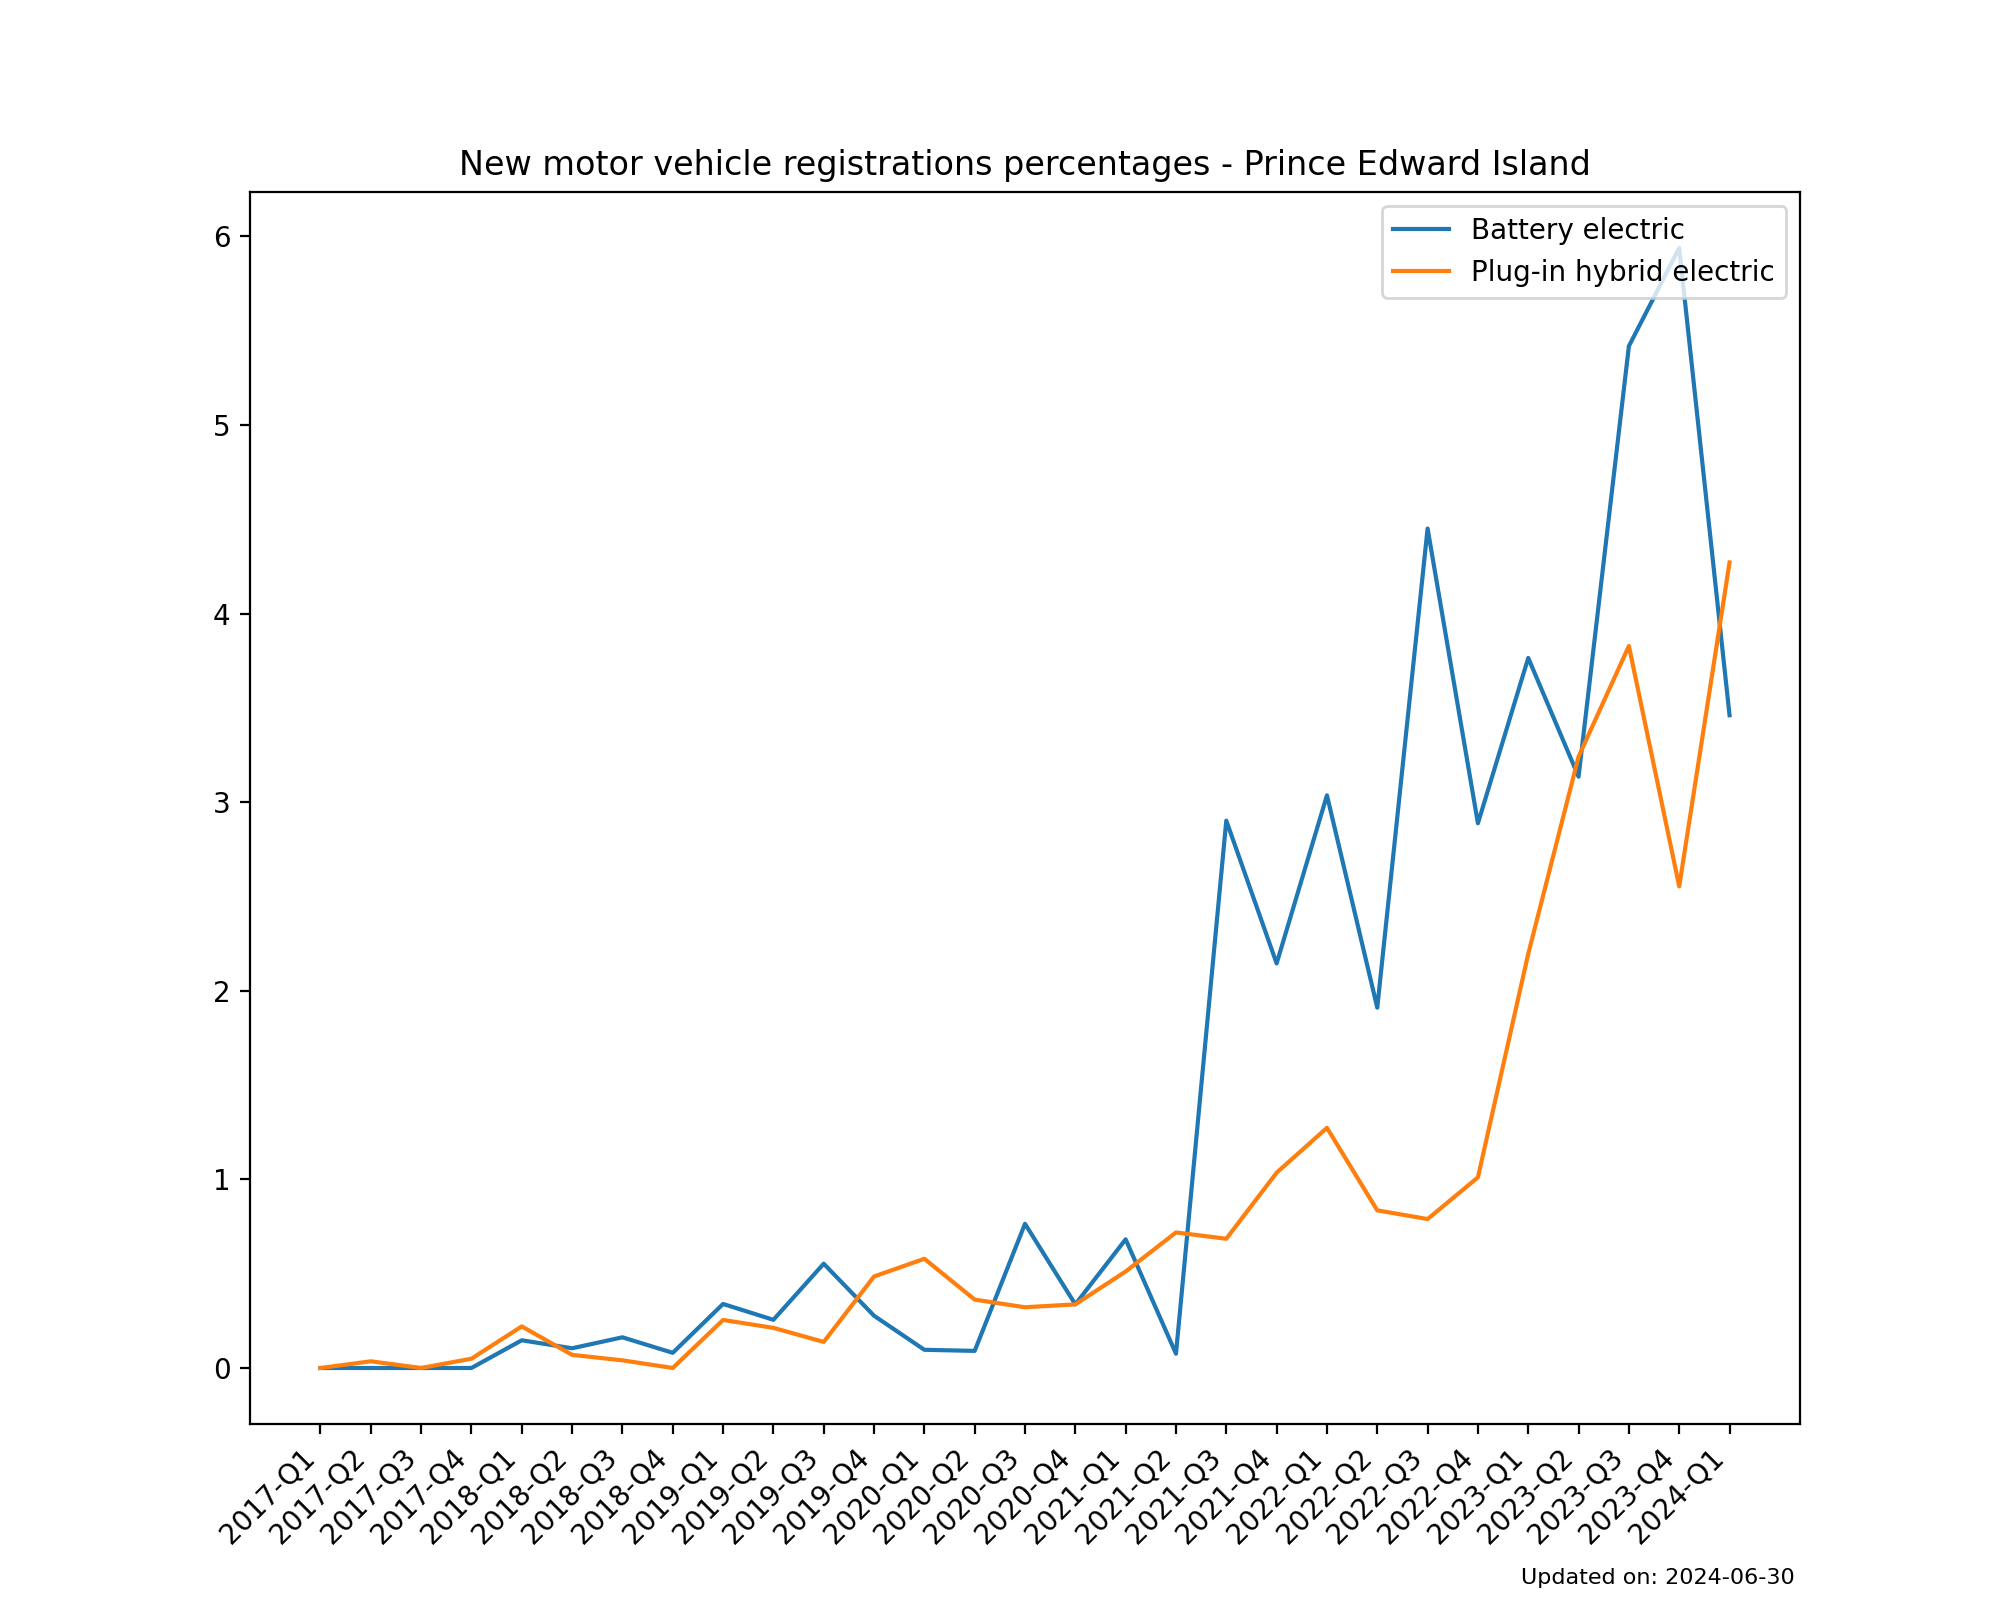 New motor vehicle registrations percentages - Prince Edward Island
Battery electric
Plug-in hybrid electric
6
5
4
3
2
1
0
2017-Q1
2017-Q2
2017-Q3
2017-Q4
2018-Q1
2018-Q2
2018-Q3
2018-Q4
2019-Q1
2019-Q2
2019-Q3
2019-Q4
2020-Q1
2020-Q2
2020-Q3
2020-Q4
2021-Q1
2021-Q2
2021-Q3
2021-Q4
2022-Q1
2022-Q2
2022-Q3
2022-Q4
2023-Q1
2023-Q2
2023-Q3
2023-Q4
2024-Q1
Updated on: 2024-06-30